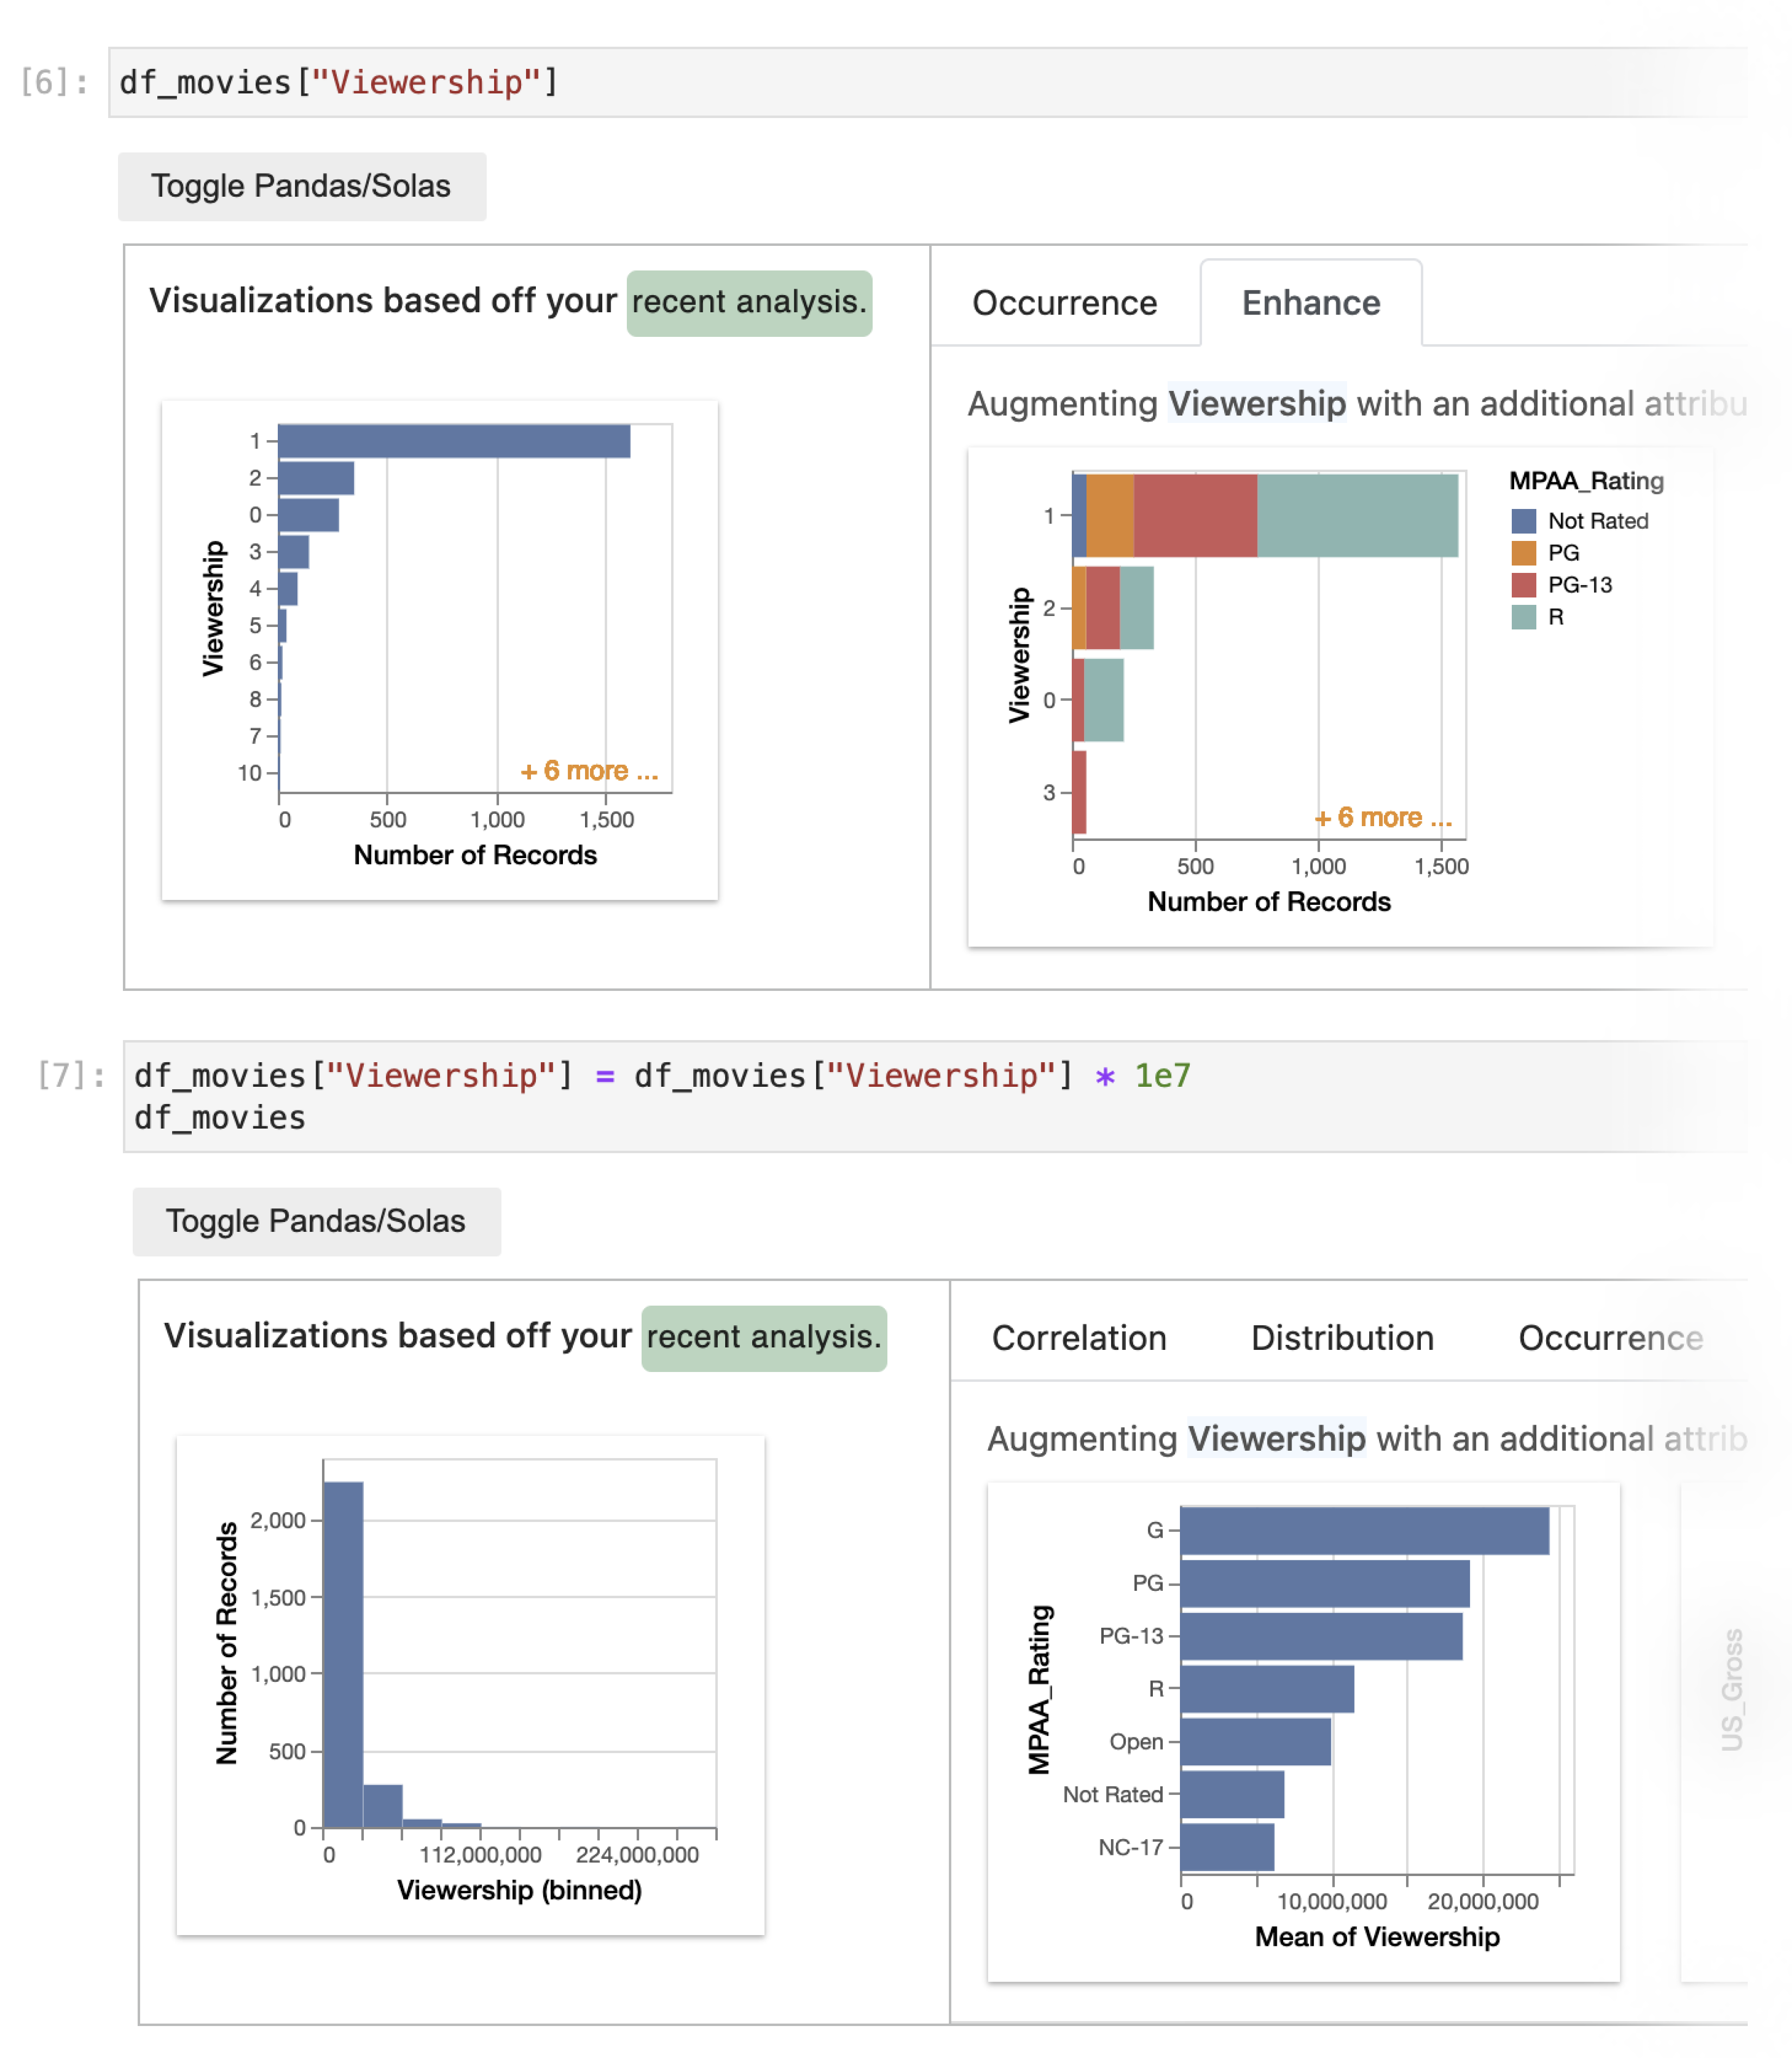 [6]: df_movies["Viewership"]
Toggle Pandas/Solas
Visualizations based off your recent analysis.
Occurrence Enhance
Augmenting Viewership with an additional attribu
Viewership
1
2
0
3
4
5
6
8
7
10
+ 6 more ...
0 500 1,000 1,500
Number of Records
Viewership
1
2
0
3
+ 6 more ...
0 500 1,000 1,500
Number of Records
MPAA_Rating
Not Rated
PG
PG-13
R
[7]: df_movies["Viewership"] = df_movies["Viewership"] * 1e7
df_movies
Toggle Pandas/Solas
Visualizations based off your recent analysis.
Correlation Distribution Occurrence
Augmenting Viewership with an additional attrib
Number of Records
2,000
1,500
1,000
500
0
0 112,000,000 224,000,000
Viewership (binned)
MPAA_Rating
G
PG
PG-13
R
Open
Not Rated
NC-17
0 10,000,000 20,000,000
Mean of Viewership
US_Gross